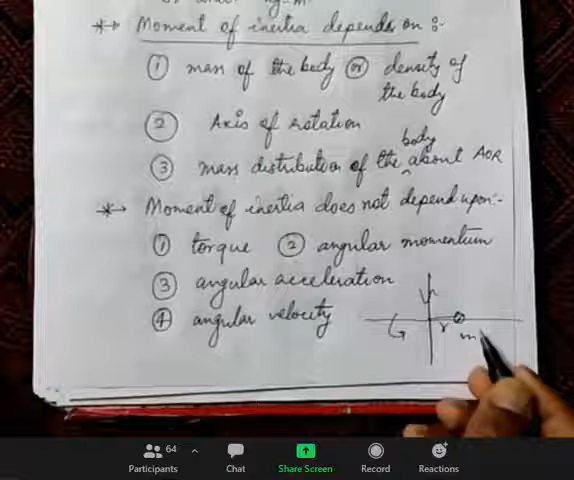 *→ Moment of inertia depends on :-
① mass of the body or density of
the body
② Axis of rotation
③ mass distribution of the body about AOR
*→ Moment of inertia does not depend upon:-
① torque ② angular momentum
③ angular acceleration
④ angular velocity
r
m
64
Participants Chat Share Screen Record Reactions